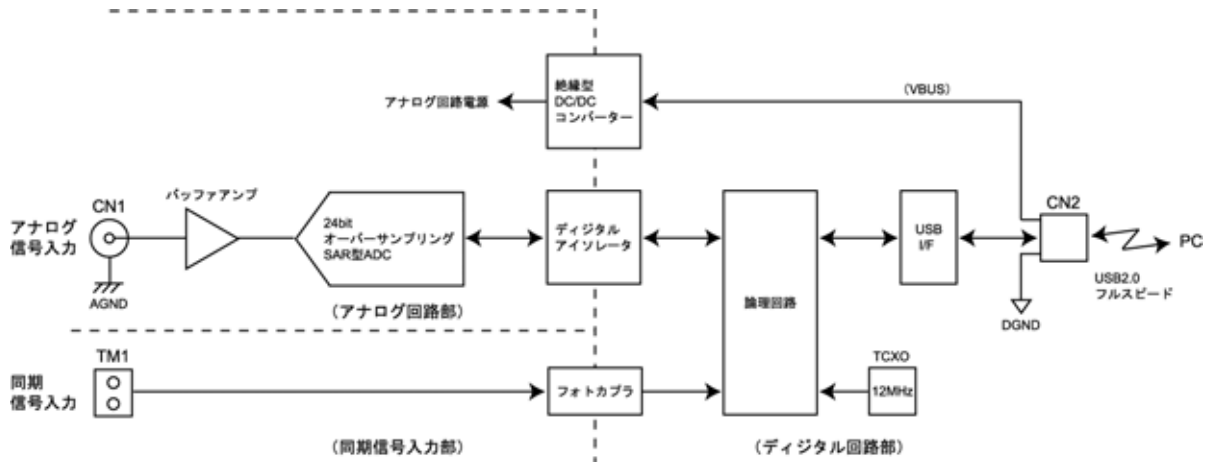 絶縁型
DC/DC
コンバーター
アナログ回路電源
(VBUS)
バッファアンプ
CN1
アナログ
信号入力
AGND
24bit
オーバーサンプリング
SAR型ADC
(アナログ回路部)
ディジタル
アイソレータ
論理回路
USB
I/F
CN2
PC
USB2.0
フルスピード
DGND
TM1
同期
信号入力
フォトカプラ
TCXO
12MHz
(同期信号入力部)
(ディジタル回路部)